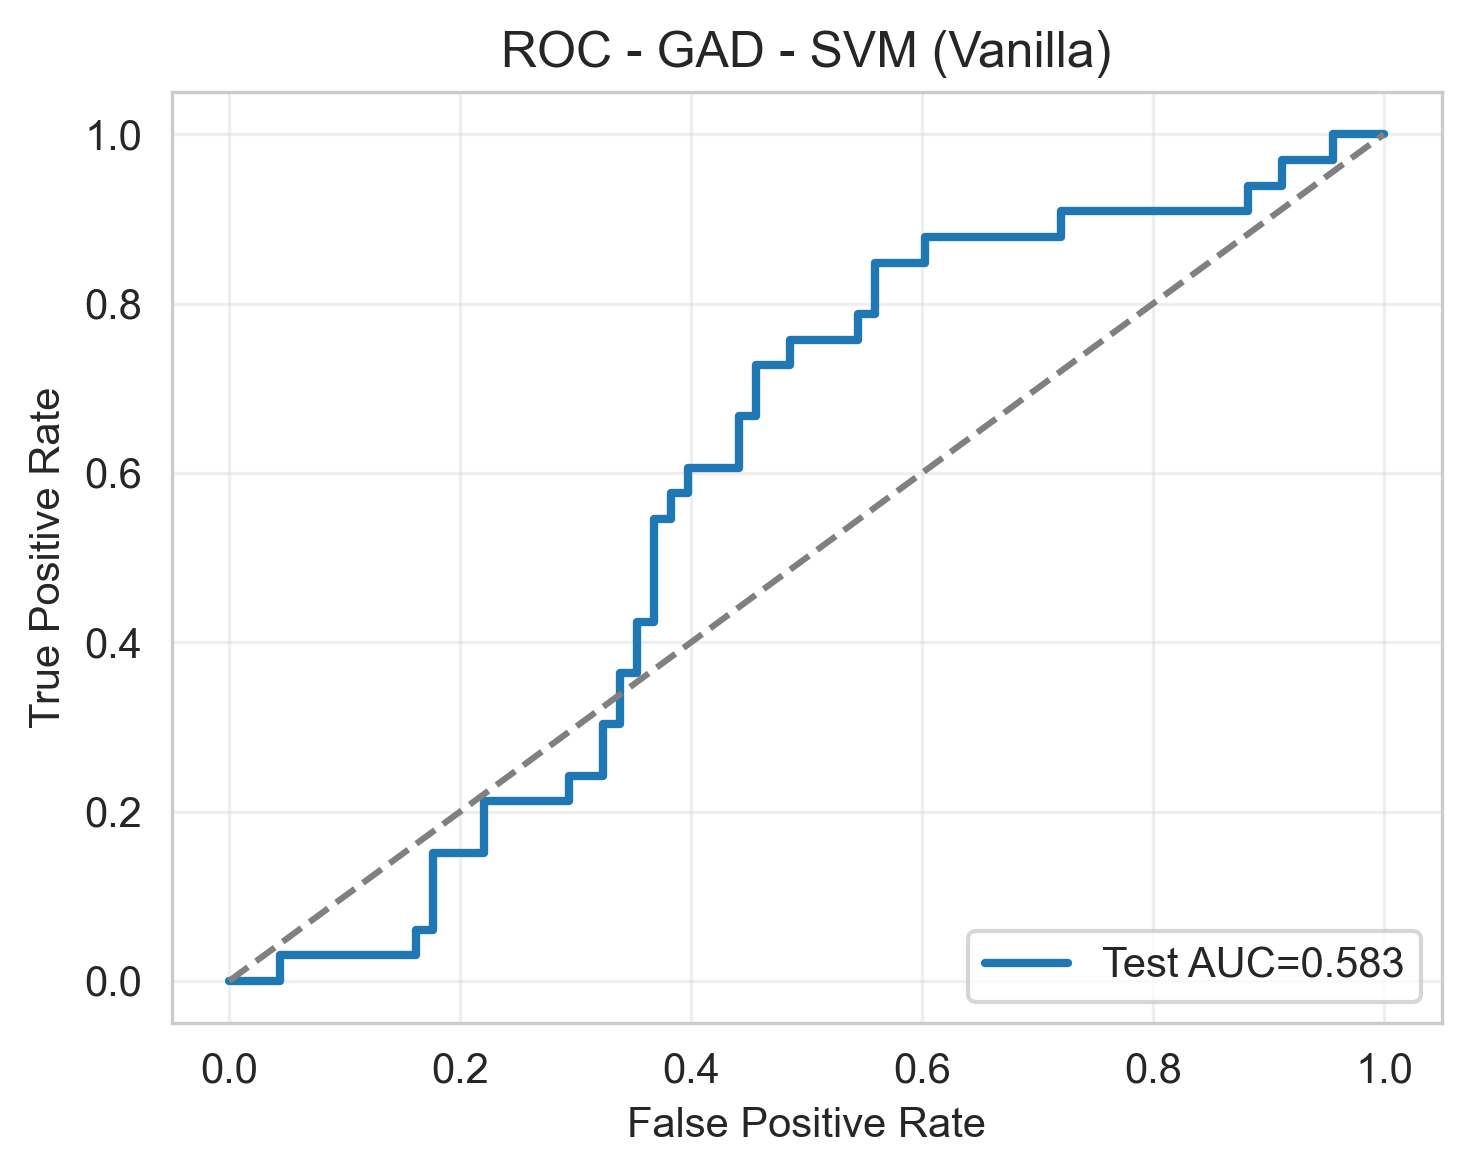 ROC - GAD - SVM (Vanilla)
1.0
0.8
0.6
0.4
0.2
0.0
True Positive Rate
Test AUC=0.583
0.0 0.2 0.4 0.6 0.8 1.0
False Positive Rate